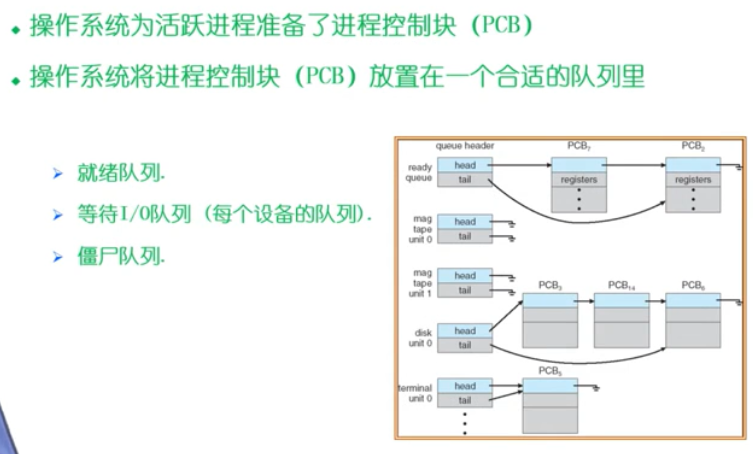 操作系统为活跃进程准备了进程控制块（PCB）
操作系统将进程控制块（PCB）放置在一个合适的队列里
就绪队列.
等待I/O队列（每个设备的队列）.
僵尸队列.
queue header PCB7 PCB2
ready queue
head
tail
registers
registers
mag tape unit 0
head
tail
mag tape unit 1
head
tail
PCB3 PCB14 PCB6
disk unit 0
head
tail
PCB5
terminal unit 0
head
tail